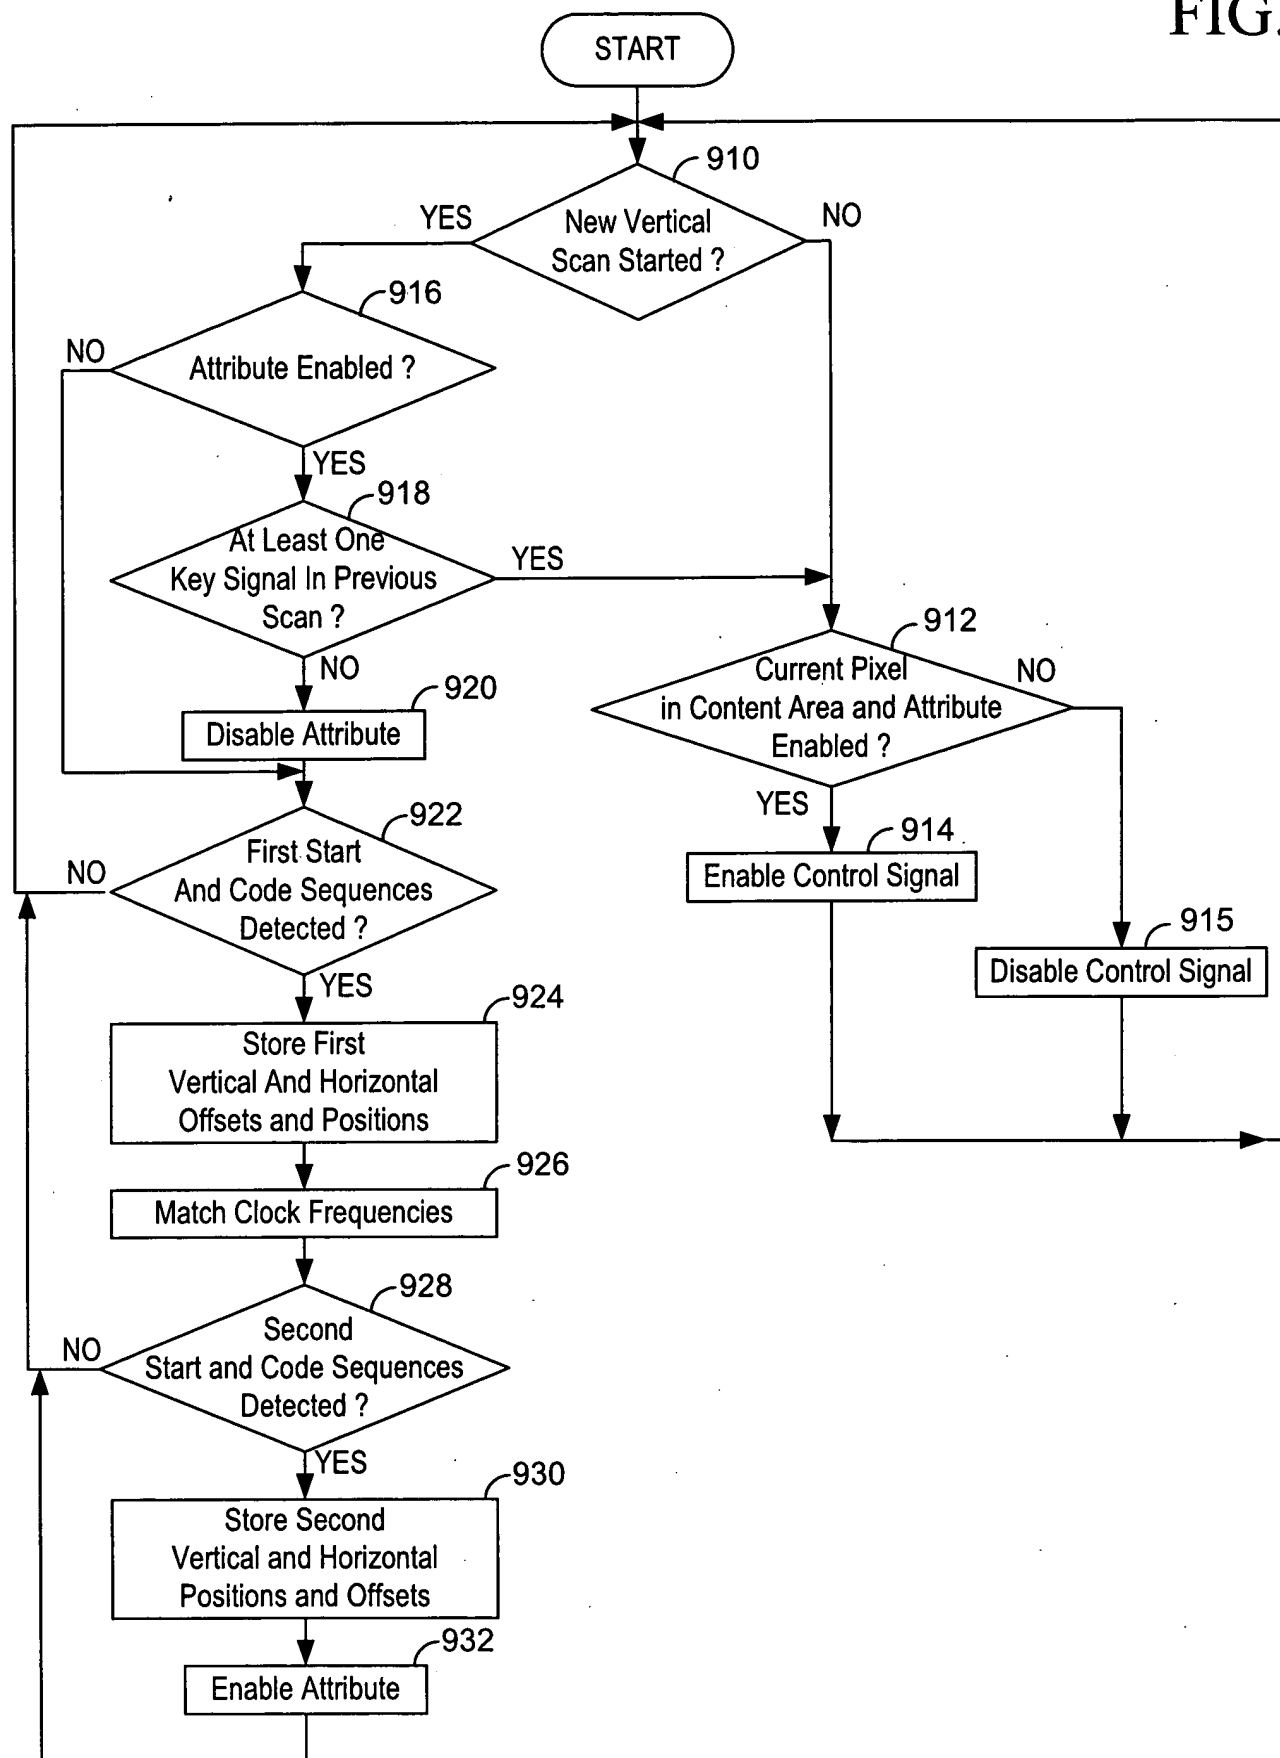 FIG.
START
910
New Vertical
Scan Started ?
YES
NO
916
Attribute Enabled ?
NO
YES
918
At Least One
Key Signal In Previous
Scan ?
YES
NO
912
Current Pixel
in Content Area and Attribute
Enabled ?
NO
YES
920
Disable Attribute
922
First Start
And Code Sequences
Detected ?
NO
YES
914
Enable Control Signal
915
Disable Control Signal
924
Store First
Vertical And Horizontal
Offsets and Positions
926
Match Clock Frequencies
928
Second
Start and Code Sequences
Detected ?
NO
YES
930
Store Second
Vertical and Horizontal
Positions and Offsets
932
Enable Attribute